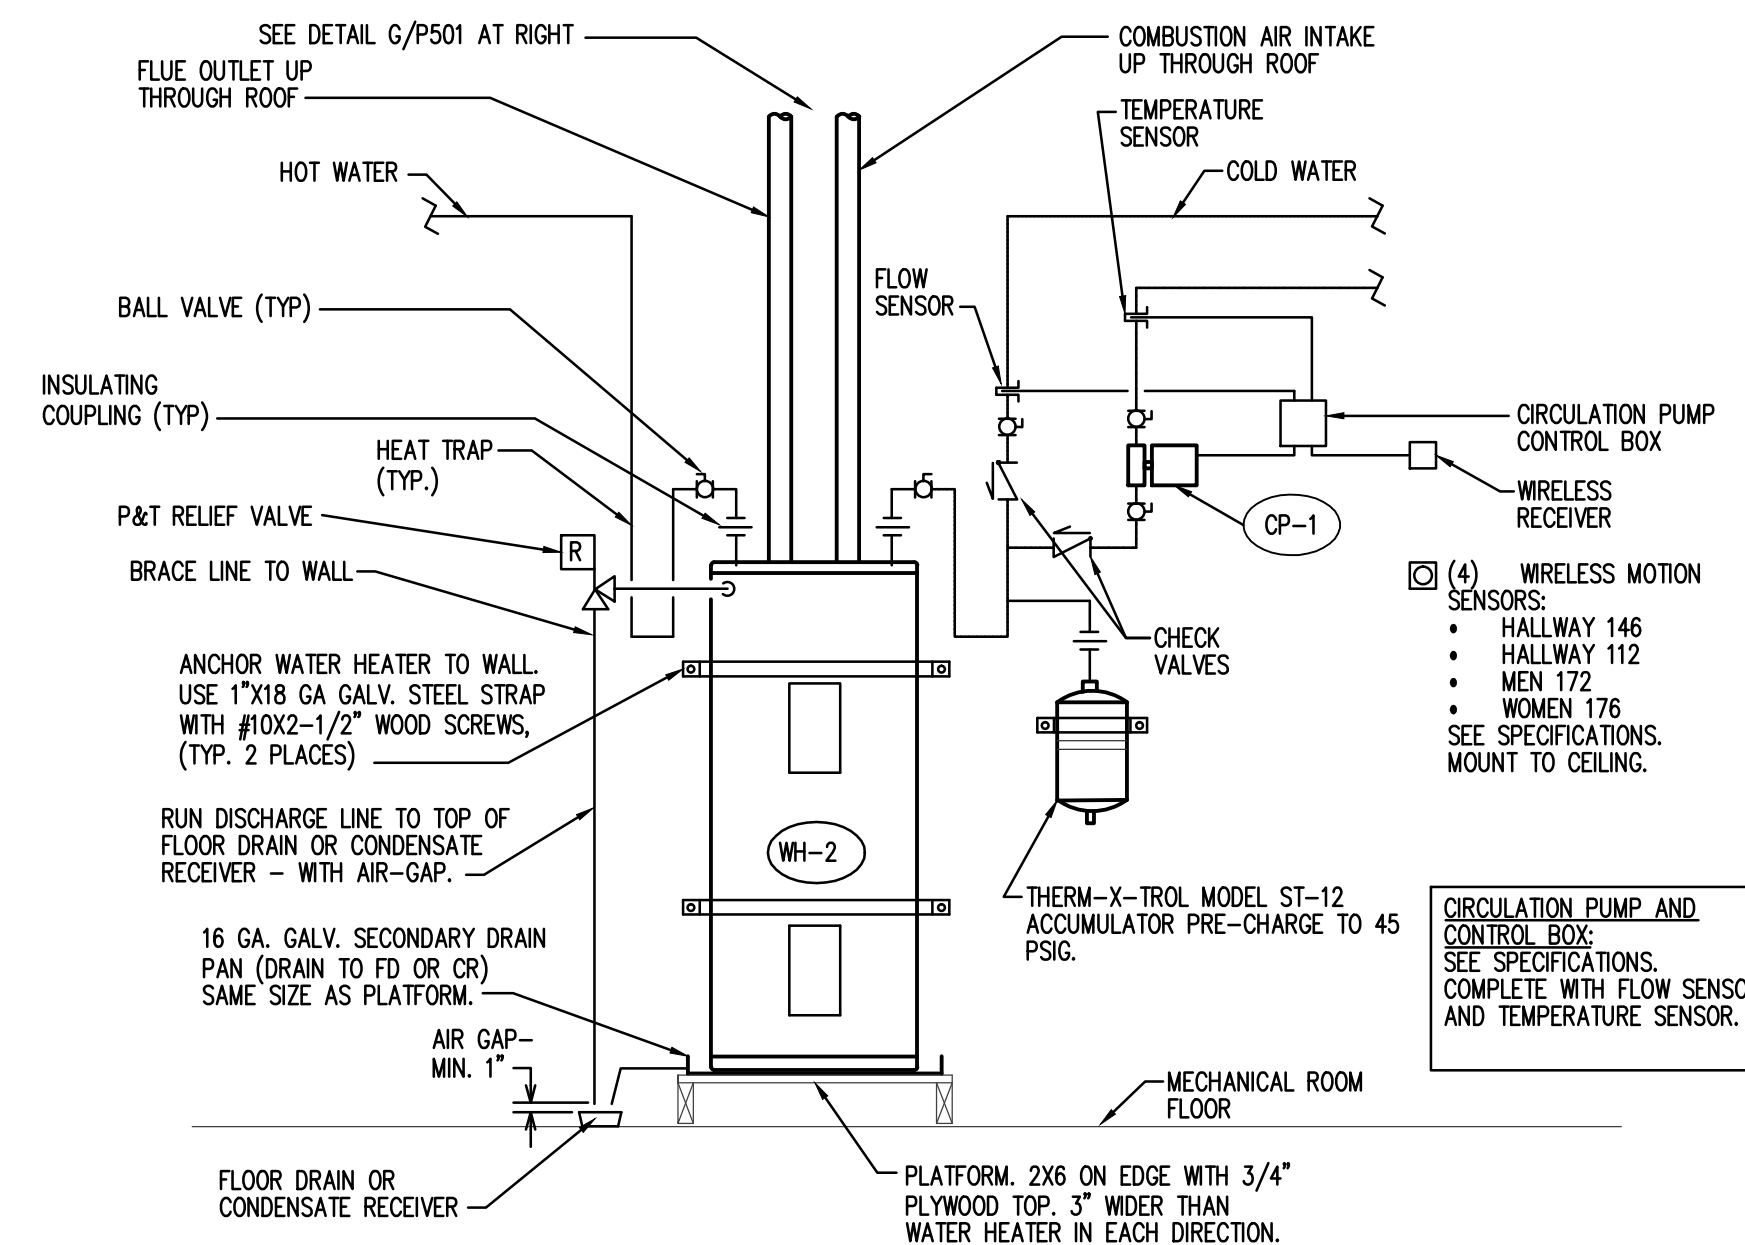 SEE DETAIL G/P501 AT RIGHT
FLUE OUTLET UP
THROUGH ROOF
HOT WATER
BALL VALVE (TYP)
INSULATING
COUPLING (TYP)
HEAT TRAP
(TYP.)
P&T RELIEF VALVE
R
BRACE LINE TO WALL
ANCHOR WATER HEATER TO WALL.
USE 1"X18 GA GALV. STEEL STRAP
WITH #10X2-1/2" WOOD SCREWS,
(TYP. 2 PLACES)
RUN DISCHARGE LINE TO TOP OF
FLOOR DRAIN OR CONDENSATE
RECEIVER - WITH AIR-GAP.
16 GA. GALV. SECONDARY DRAIN
PAN (DRAIN TO FD OR CR)
SAME SIZE AS PLATFORM.
AIR GAP-
MIN. 1"
FLOOR DRAIN OR
CONDENSATE RECEIVER
WH-2
COMBUSTION AIR INTAKE
UP THROUGH ROOF
TEMPERATURE
SENSOR
COLD WATER
FLOW
SENSOR
CIRCULATION PUMP
CONTROL BOX
WIRELESS
RECEIVER
CP-1
(4) WIRELESS MOTION
SENSORS:
• HALLWAY 146
• HALLWAY 112
• MEN 172
• WOMEN 176
SEE SPECIFICATIONS.
MOUNT TO CEILING.
CHECK
VALVES
THERM-X-TROL MODEL ST-12
ACCUMULATOR PRE-CHARGE TO 45
PSIG.
CIRCULATION PUMP AND
CONTROL BOX:
SEE SPECIFICATIONS.
COMPLETE WITH FLOW SENSO
AND TEMPERATURE SENSOR.
MECHANICAL ROOM
FLOOR
PLATFORM. 2X6 ON EDGE WITH 3/4"
PLYWOOD TOP. 3" WIDER THAN
WATER HEATER IN EACH DIRECTION.